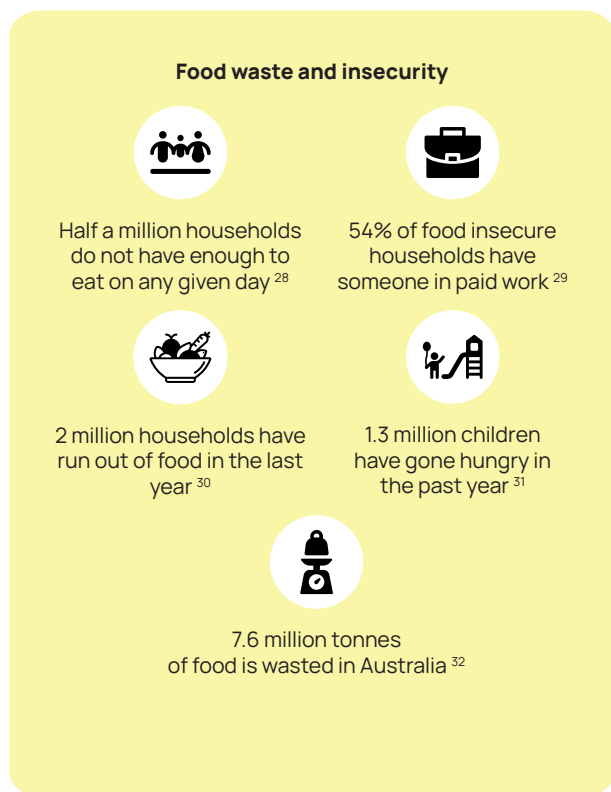 Food waste and insecurity
Half a million households
do not have enough to
eat on any given day 28
54% of food insecure
households have
someone in paid work 29
2 million households have
run out of food in the last
year 30
1.3 million children
have gone hungry in
the past year 31
7.6 million tonnes
of food is wasted in Australia 32